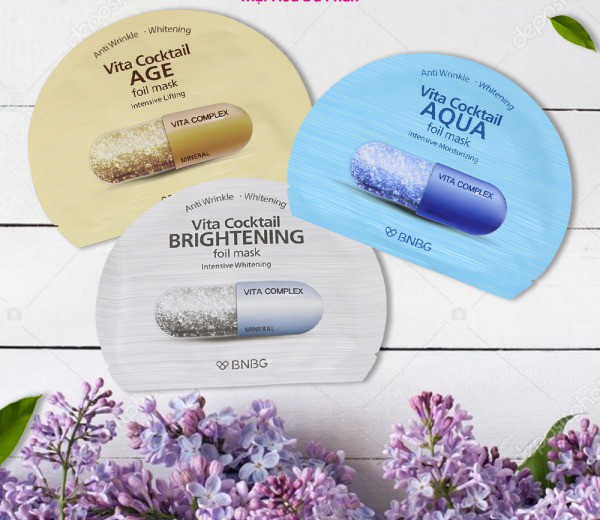 Anti Wrinkle · Whitening
Vita Cocktail
AGE
foil mask
Intensive Lifting
VITA COMPLEX
MINERAL
Anti Wrinkle · Whitening
Vita Cocktail
AQUA
foil mask
Intensive Moisturizing
VITA COMPLEX
BNBG
Anti Wrinkle · Whitening
Vita Cocktail
BRIGHTENING
foil mask
Intensive Whitening
VITA COMPLEX
MINERAL
BNBG